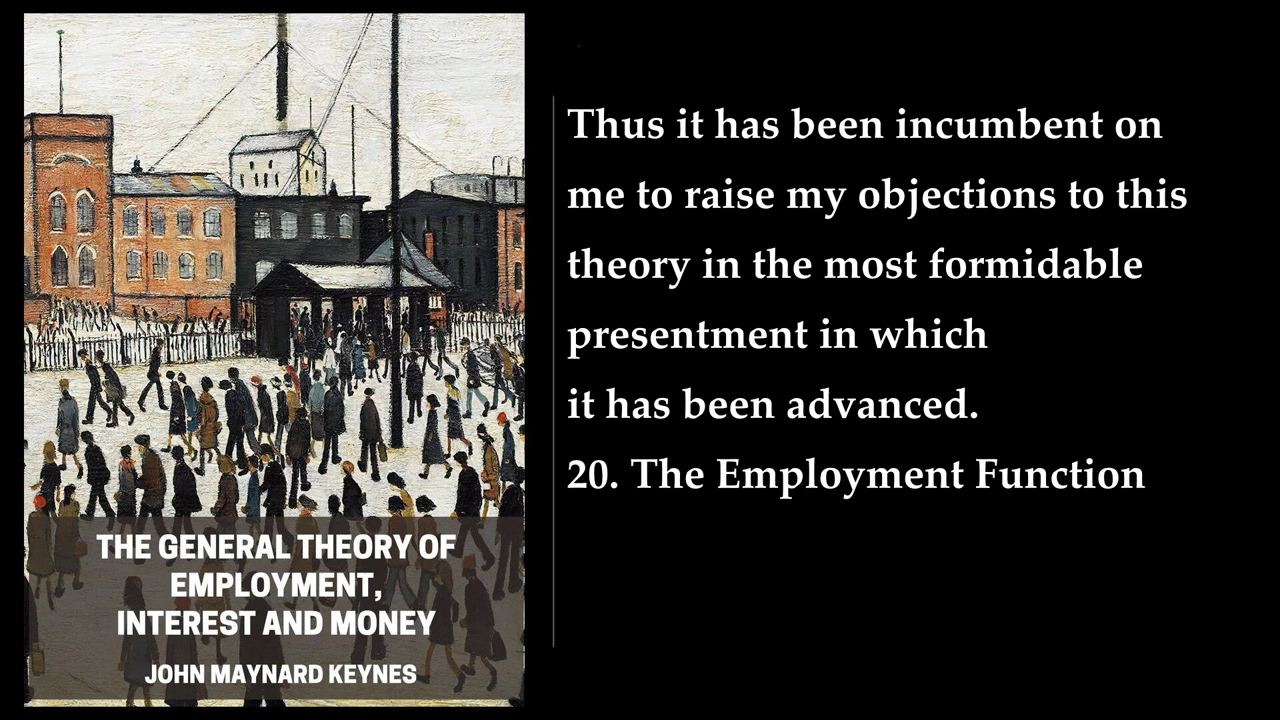 Thus it has been incumbent on
me to raise my objections to this
theory in the most formidable
presentment in which
it has been advanced.
20. The Employment Function
THE GENERAL THEORY OF
EMPLOYMENT,
INTEREST AND MONEY
JOHN MAYNARD KEYNES